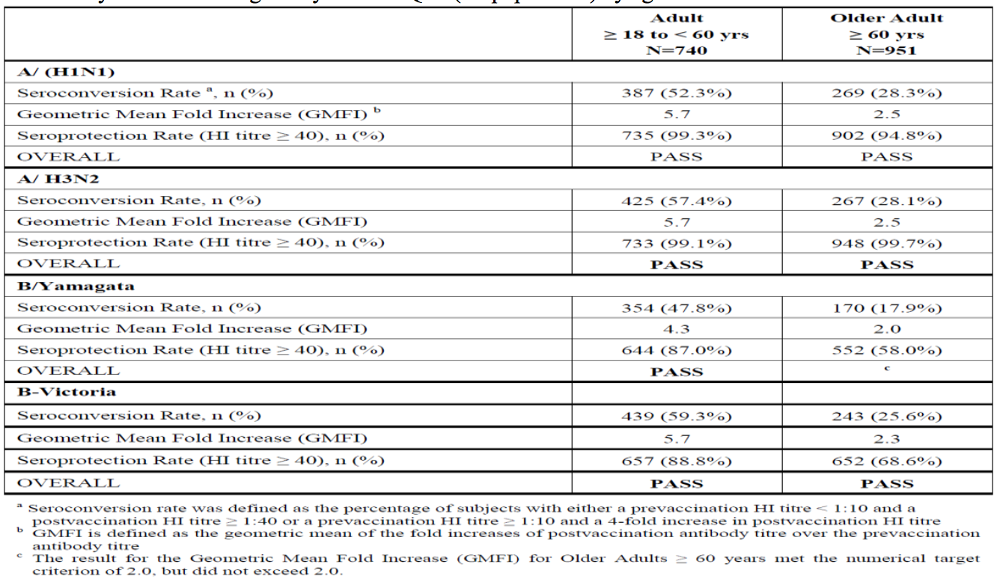 Adult
≥ 18 to < 60 yrs
N=740
Older Adult
≥ 60 yrs
N=951
A/ (H1N1)
Seroconversion Rate ᵃ, n (%) 387 (52.3%) 269 (28.3%)
Geometric Mean Fold Increase (GMFI) ᵇ 5.7 2.5
Seroprotection Rate (HI titre ≥ 40), n (%) 735 (99.3%) 902 (94.8%)
OVERALL PASS PASS
A/ H3N2
Seroconversion Rate, n (%) 425 (57.4%) 267 (28.1%)
Geometric Mean Fold Increase (GMFI) 5.7 2.5
Seroprotection Rate (HI titre ≥ 40), n (%) 733 (99.1%) 948 (99.7%)
OVERALL PASS PASS
B/Yamagata
Seroconversion Rate, n (%) 354 (47.8%) 170 (17.9%)
Geometric Mean Fold Increase (GMFI) 4.3 2.0
Seroprotection Rate (HI titre ≥ 40), n (%) 644 (87.0%) 552 (58.0%)
OVERALL PASS ᶜ
B-Victoria
Seroconversion Rate, n (%) 439 (59.3%) 243 (25.6%)
Geometric Mean Fold Increase (GMFI) 5.7 2.3
Seroprotection Rate (HI titre ≥ 40), n (%) 657 (88.8%) 652 (68.6%)
OVERALL PASS PASS
ᵃ Seroconversion rate was defined as the percentage of subjects with either a prevaccination HI titre < 1:10 and a
postvaccination HI titre ≥ 1:40 or a prevaccination HI titre ≥ 1:10 and a 4-fold increase in postvaccination HI titre
ᵇ GMFI is defined as the geometric mean of the fold increases of postvaccination antibody titre over the prevaccination
antibody titre
ᶜ The result for the Geometric Mean Fold Increase (GMFI) for Older Adults ≥ 60 years met the numerical target
criterion of 2.0, but did not exceed 2.0.